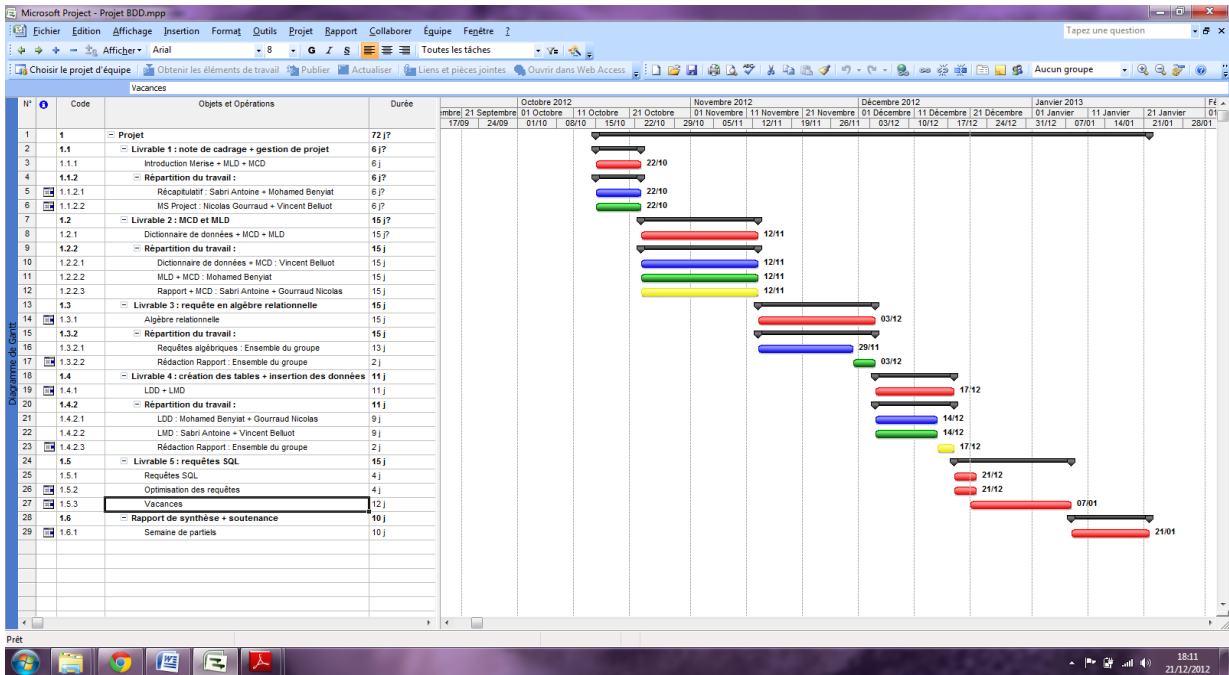 Microsoft Project - Projet BDD.mpp
Fichier Edition Affichage Insertion Format Outils Projet Rapport Collaborer Équipe Fenêtre ? Tapez une question
Afficher Arial 8 G I S Toutes les tâches
Choisir le projet d'équipe Obtenir les éléments de travail Publier Actualiser Liens et pièces jointes Ouvrir dans Web Access Aucun groupe
Vacances
N° Code Objets et Opérations Durée
Octobre 2012 Novembre 2012 Décembre 2012 Janvier 2013 Fé
embre 21 Septembre 01 Octobre 11 Octobre 21 Octobre 01 Novembre 11 Novembre 21 Novembre 01 Décembre 11 Décembre 21 Décembre 01 Janvier 11 Janvier 21 Janvier 01
17/09 24/09 01/10 08/10 15/10 22/10 29/10 05/11 12/11 19/11 26/11 03/12 10/12 17/12 24/12 31/12 07/01 14/01 21/01 28/01
1 1 Projet 72 j?
2 1.1 Livrable 1 : note de cadrage + gestion de projet 6 j?
3 1.1.1 Introduction Merise + MLD + MCD 6 j 22/10
4 1.1.2 Répartition du travail : 6 j?
5 1.1.2.1 Récapitulatif : Sabri Antoine + Mohamed Benyiat 6 j? 22/10
6 1.1.2.2 MS Project : Nicolas Gourraud + Vincent Belluot 6 j? 22/10
7 1.2 Livrable 2 : MCD et MLD 15 j?
8 1.2.1 Dictionnaire de données + MCD + MLD 15 j? 12/11
9 1.2.2 Répartition du travail : 15 j
10 1.2.2.1 Dictionnaire de données + MCD : Vincent Belluot 15 j 12/11
11 1.2.2.2 MLD + MCD : Mohamed Benyiat 15 j 12/11
12 1.2.2.3 Rapport + MCD : Sabri Antoine + Gourraud Nicolas 15 j 12/11
13 1.3 Livrable 3 : requête en algèbre relationnelle 15 j
14 1.3.1 Algèbre relationnelle 15 j 03/12
15 1.3.2 Répartition du travail : 15 j
16 1.3.2.1 Requêtes algébriques : Ensemble du groupe 13 j 29/11
17 1.3.2.2 Rédaction Rapport : Ensemble du groupe 2 j 03/12
18 1.4 Livrable 4 : création des tables + insertion des données 11 j
19 1.4.1 LDD + LMD 11 j 17/12
20 1.4.2 Répartition du travail : 11 j
21 1.4.2.1 LDD : Mohamed Benyiat + Gourraud Nicolas 9 j 14/12
22 1.4.2.2 LMD : Sabri Antoine + Vincent Belluot 9 j 14/12
23 1.4.2.3 Rédaction Rapport : Ensemble du groupe 2 j 17/12
24 1.5 Livrable 5 : requêtes SQL 15 j
25 1.5.1 Requêtes SQL 4 j 21/12
26 1.5.2 Optimisation des requêtes 4 j 21/12
27 1.5.3 Vacances 12 j 07/01
28 1.6 Rapport de synthèse + soutenance 10 j
29 1.6.1 Semaine de partiels 10 j 21/01
Diagramme de Gantt
Prêt
18:11
21/12/2012